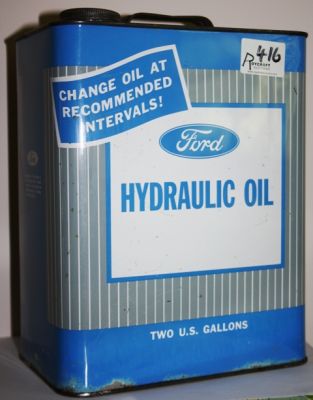 416
CHANGE OIL AT
RECOMMENDED
INTERVALS!
Ford
HYDRAULIC OIL
TWO U.S. GALLONS